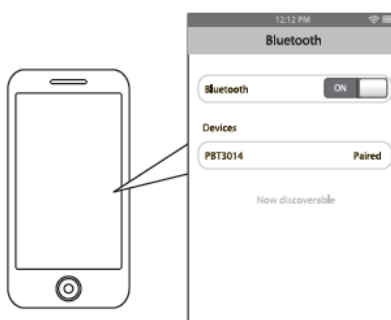 12:12 PM
Bluetooth
Bluetooth ON
Devices
PBT3014 Paired
Now discoverable